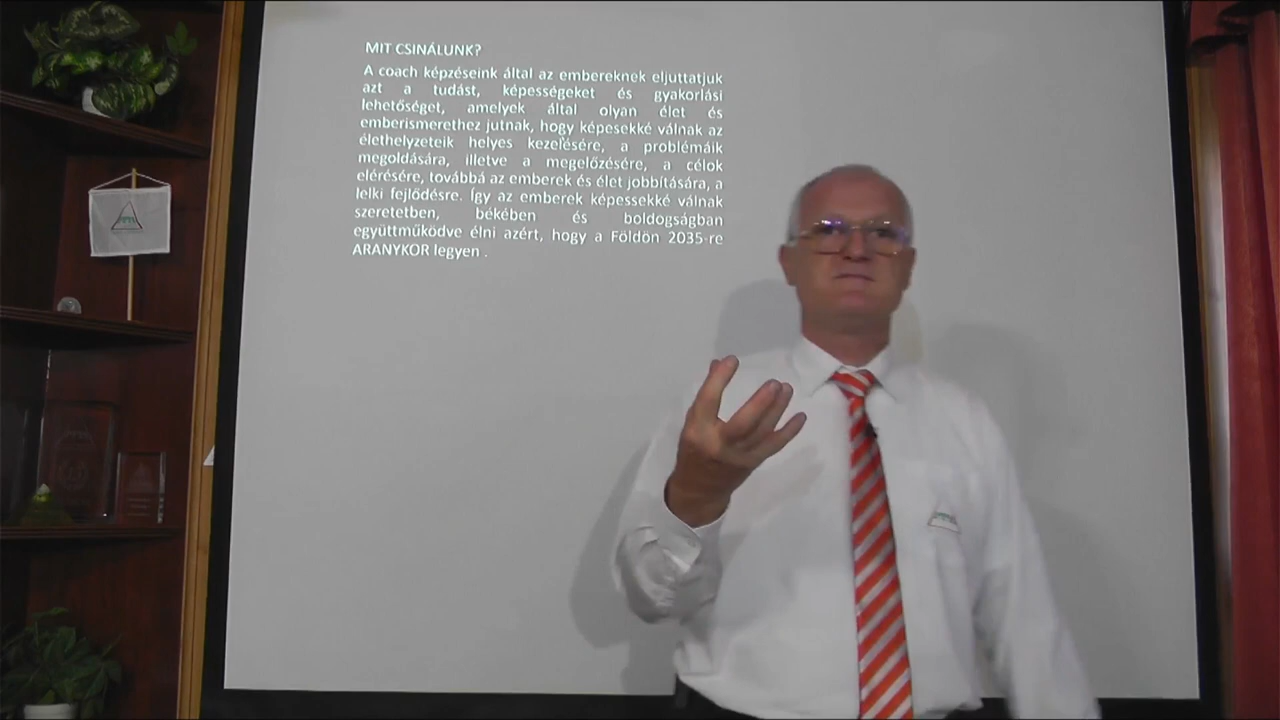 MIT CSINÁLUNK?
A coach képzéseink által az embereknek eljuttatjuk
azt a tudást, képességeket és gyakorlási
lehetőséget, amelyek által olyan élet és
emberismerethez jutnak, hogy képesekké válnak az
élethelyzeteik helyes kezelésére, a problémáik
megoldására, illetve a megelőzésére, a célok
elérésére, továbbá az emberek és élet jobbítására, a
lelki fejlődésre. Így az emberek képessekké válnak
szeretetben, békében és boldogságban
együttműködve élni azért, hogy a Földön 2035-re
ARANYKOR legyen .